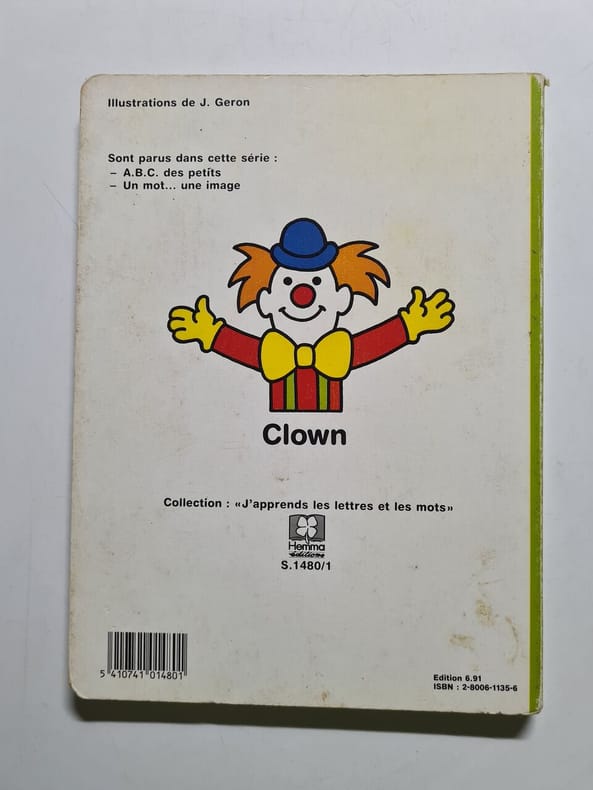 Illustrations de J. Geron
Sont parus dans cette série :
– A.B.C. des petits
– Un mot... une image
Clown
Collection : «J'apprends les lettres et les mots»
Hemma
éditions
S.1480/1
5 410741 014801
Edition 6.91
ISBN : 2-8006-1135-6